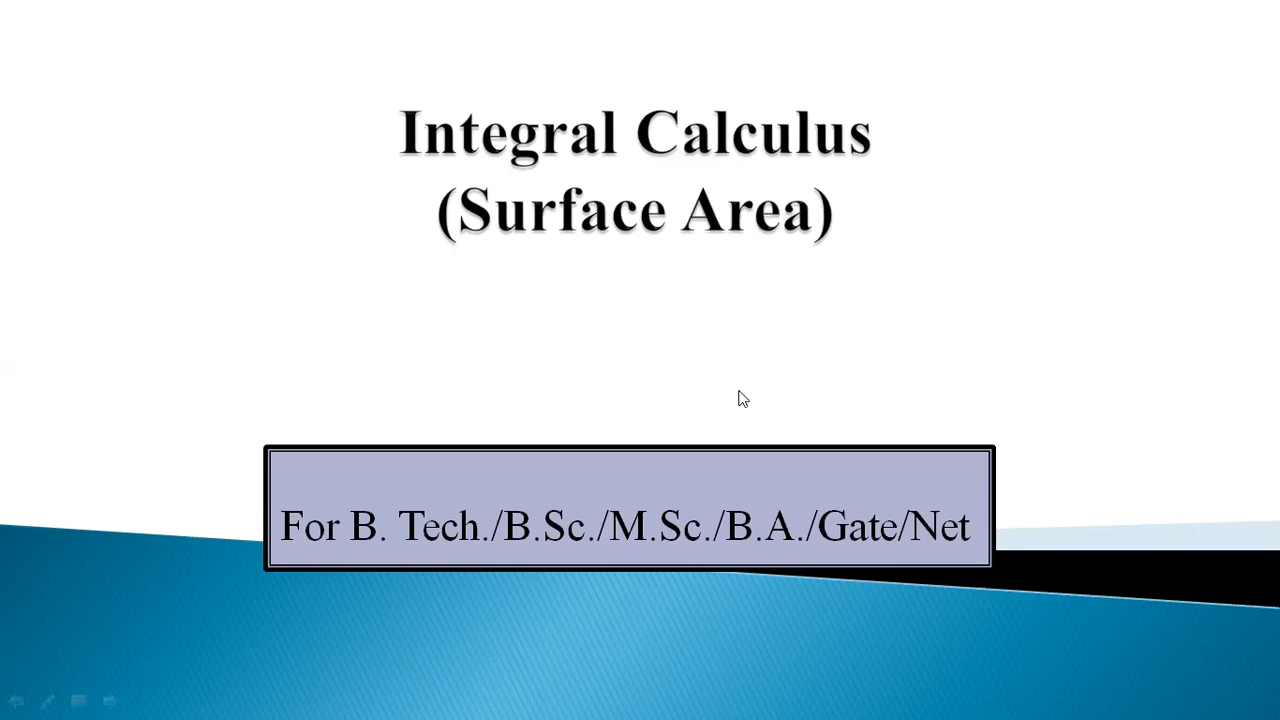 Integral Calculus
(Surface Area)
For B. Tech./B.Sc./M.Sc./B.A./Gate/Net